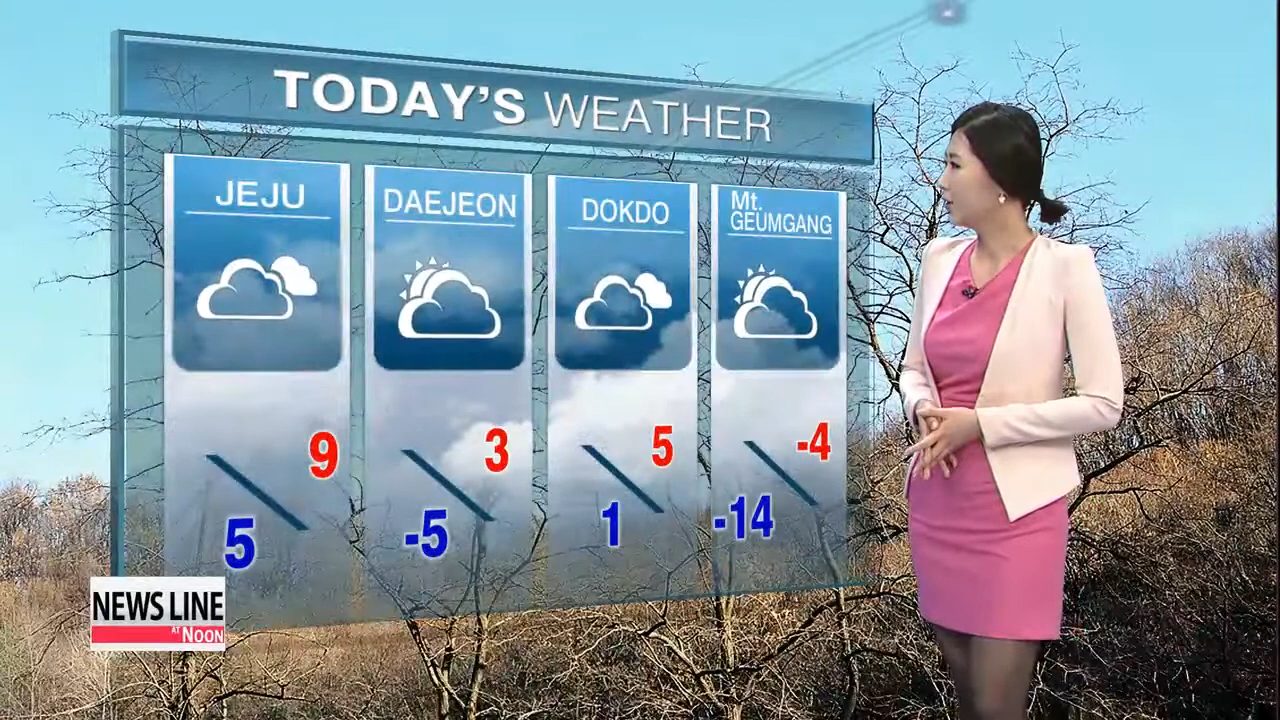 TODAY'S WEATHER
JEJU
9
5
DAEJEON
3
-5
DOKDO
5
1
Mt.
GEUMGANG
-4
-14
NEWS LINE
AT NOON